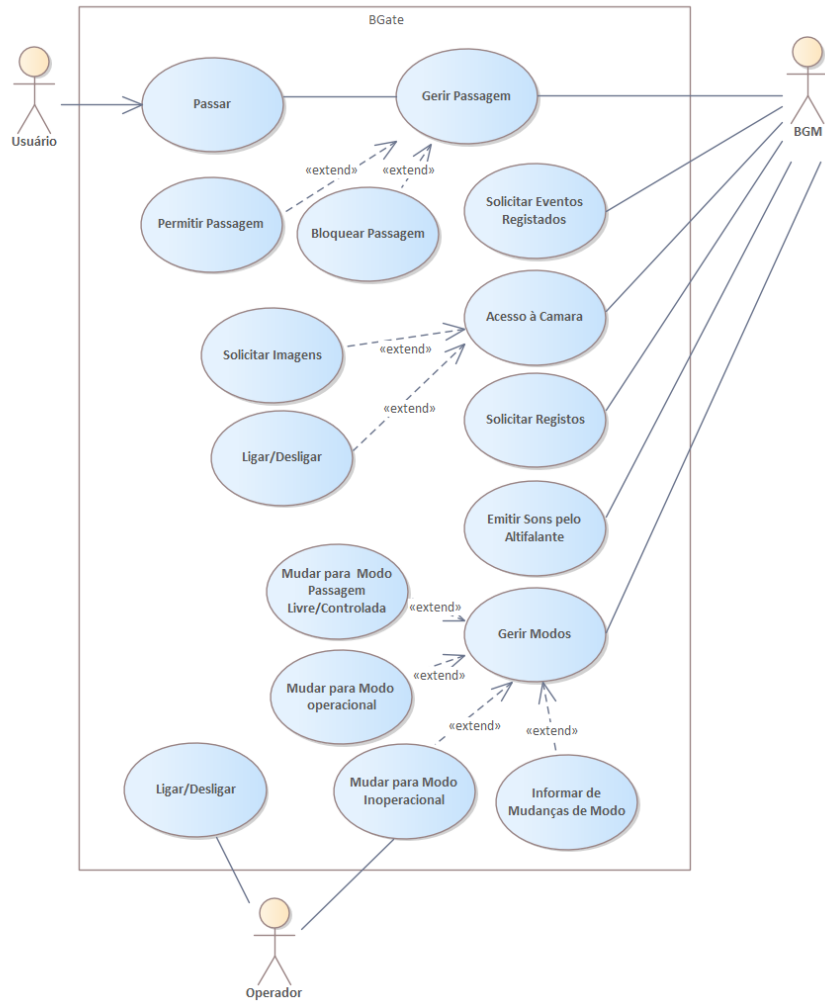 BGate
Usuário
BGM
Passar
Gerir Passagem
«extend»
«extend»
Permitir Passagem
Bloquear Passagem
Solicitar Eventos
Registados
Acesso à Camara
Solicitar Imagens
«extend»
«extend»
Solicitar Registos
Ligar/Desligar
Emitir Sons pelo
Altifalante
Mudar para Modo
Passagem
Livre/Controlada
«extend»
Gerir Modos
«extend»
Mudar para Modo
operacional
«extend»
«extend»
Ligar/Desligar
Mudar para Modo
Inoperacional
Informar de
Mudanças de Modo
Operador